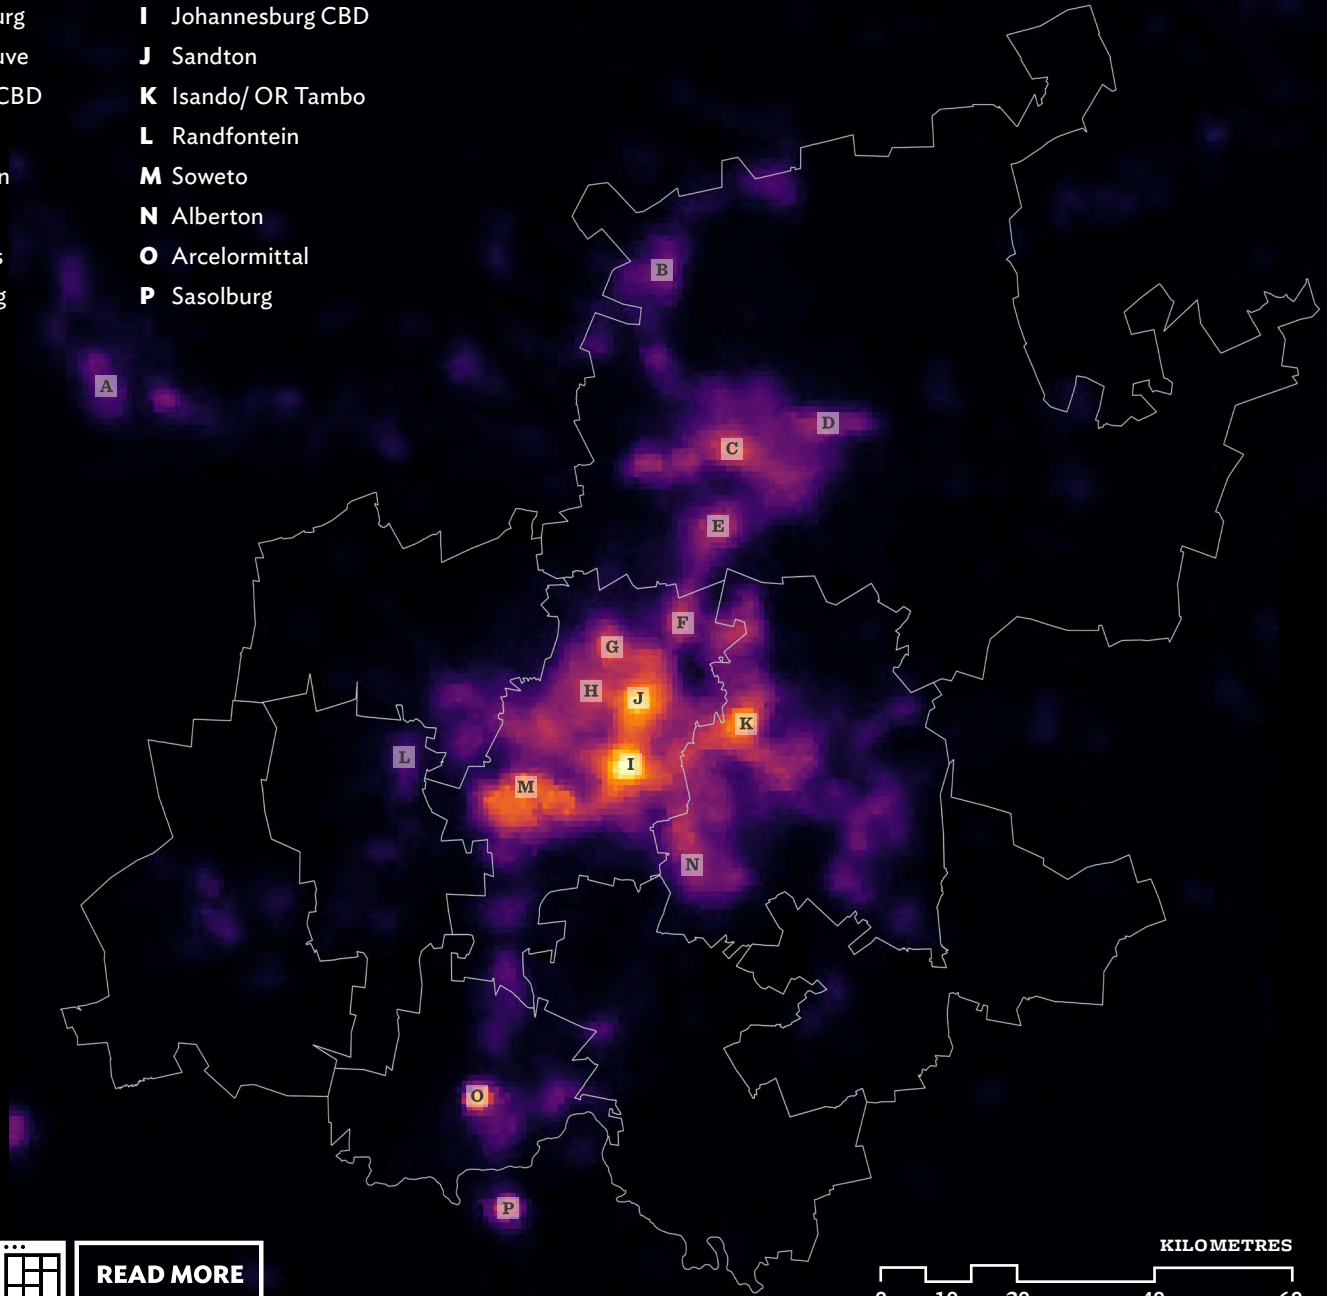 urg
I Johannesburg CBD
uve
J Sandton
CBD
K Isando/ OR Tambo
L Randfontein
n
M Soweto
N Alberton
s
O Arcelormittal
g
P Sasolburg
B
A
D
C
E
F
G
H
J
K
L
I
M
N
O
P
READ MORE
KILOMETRES